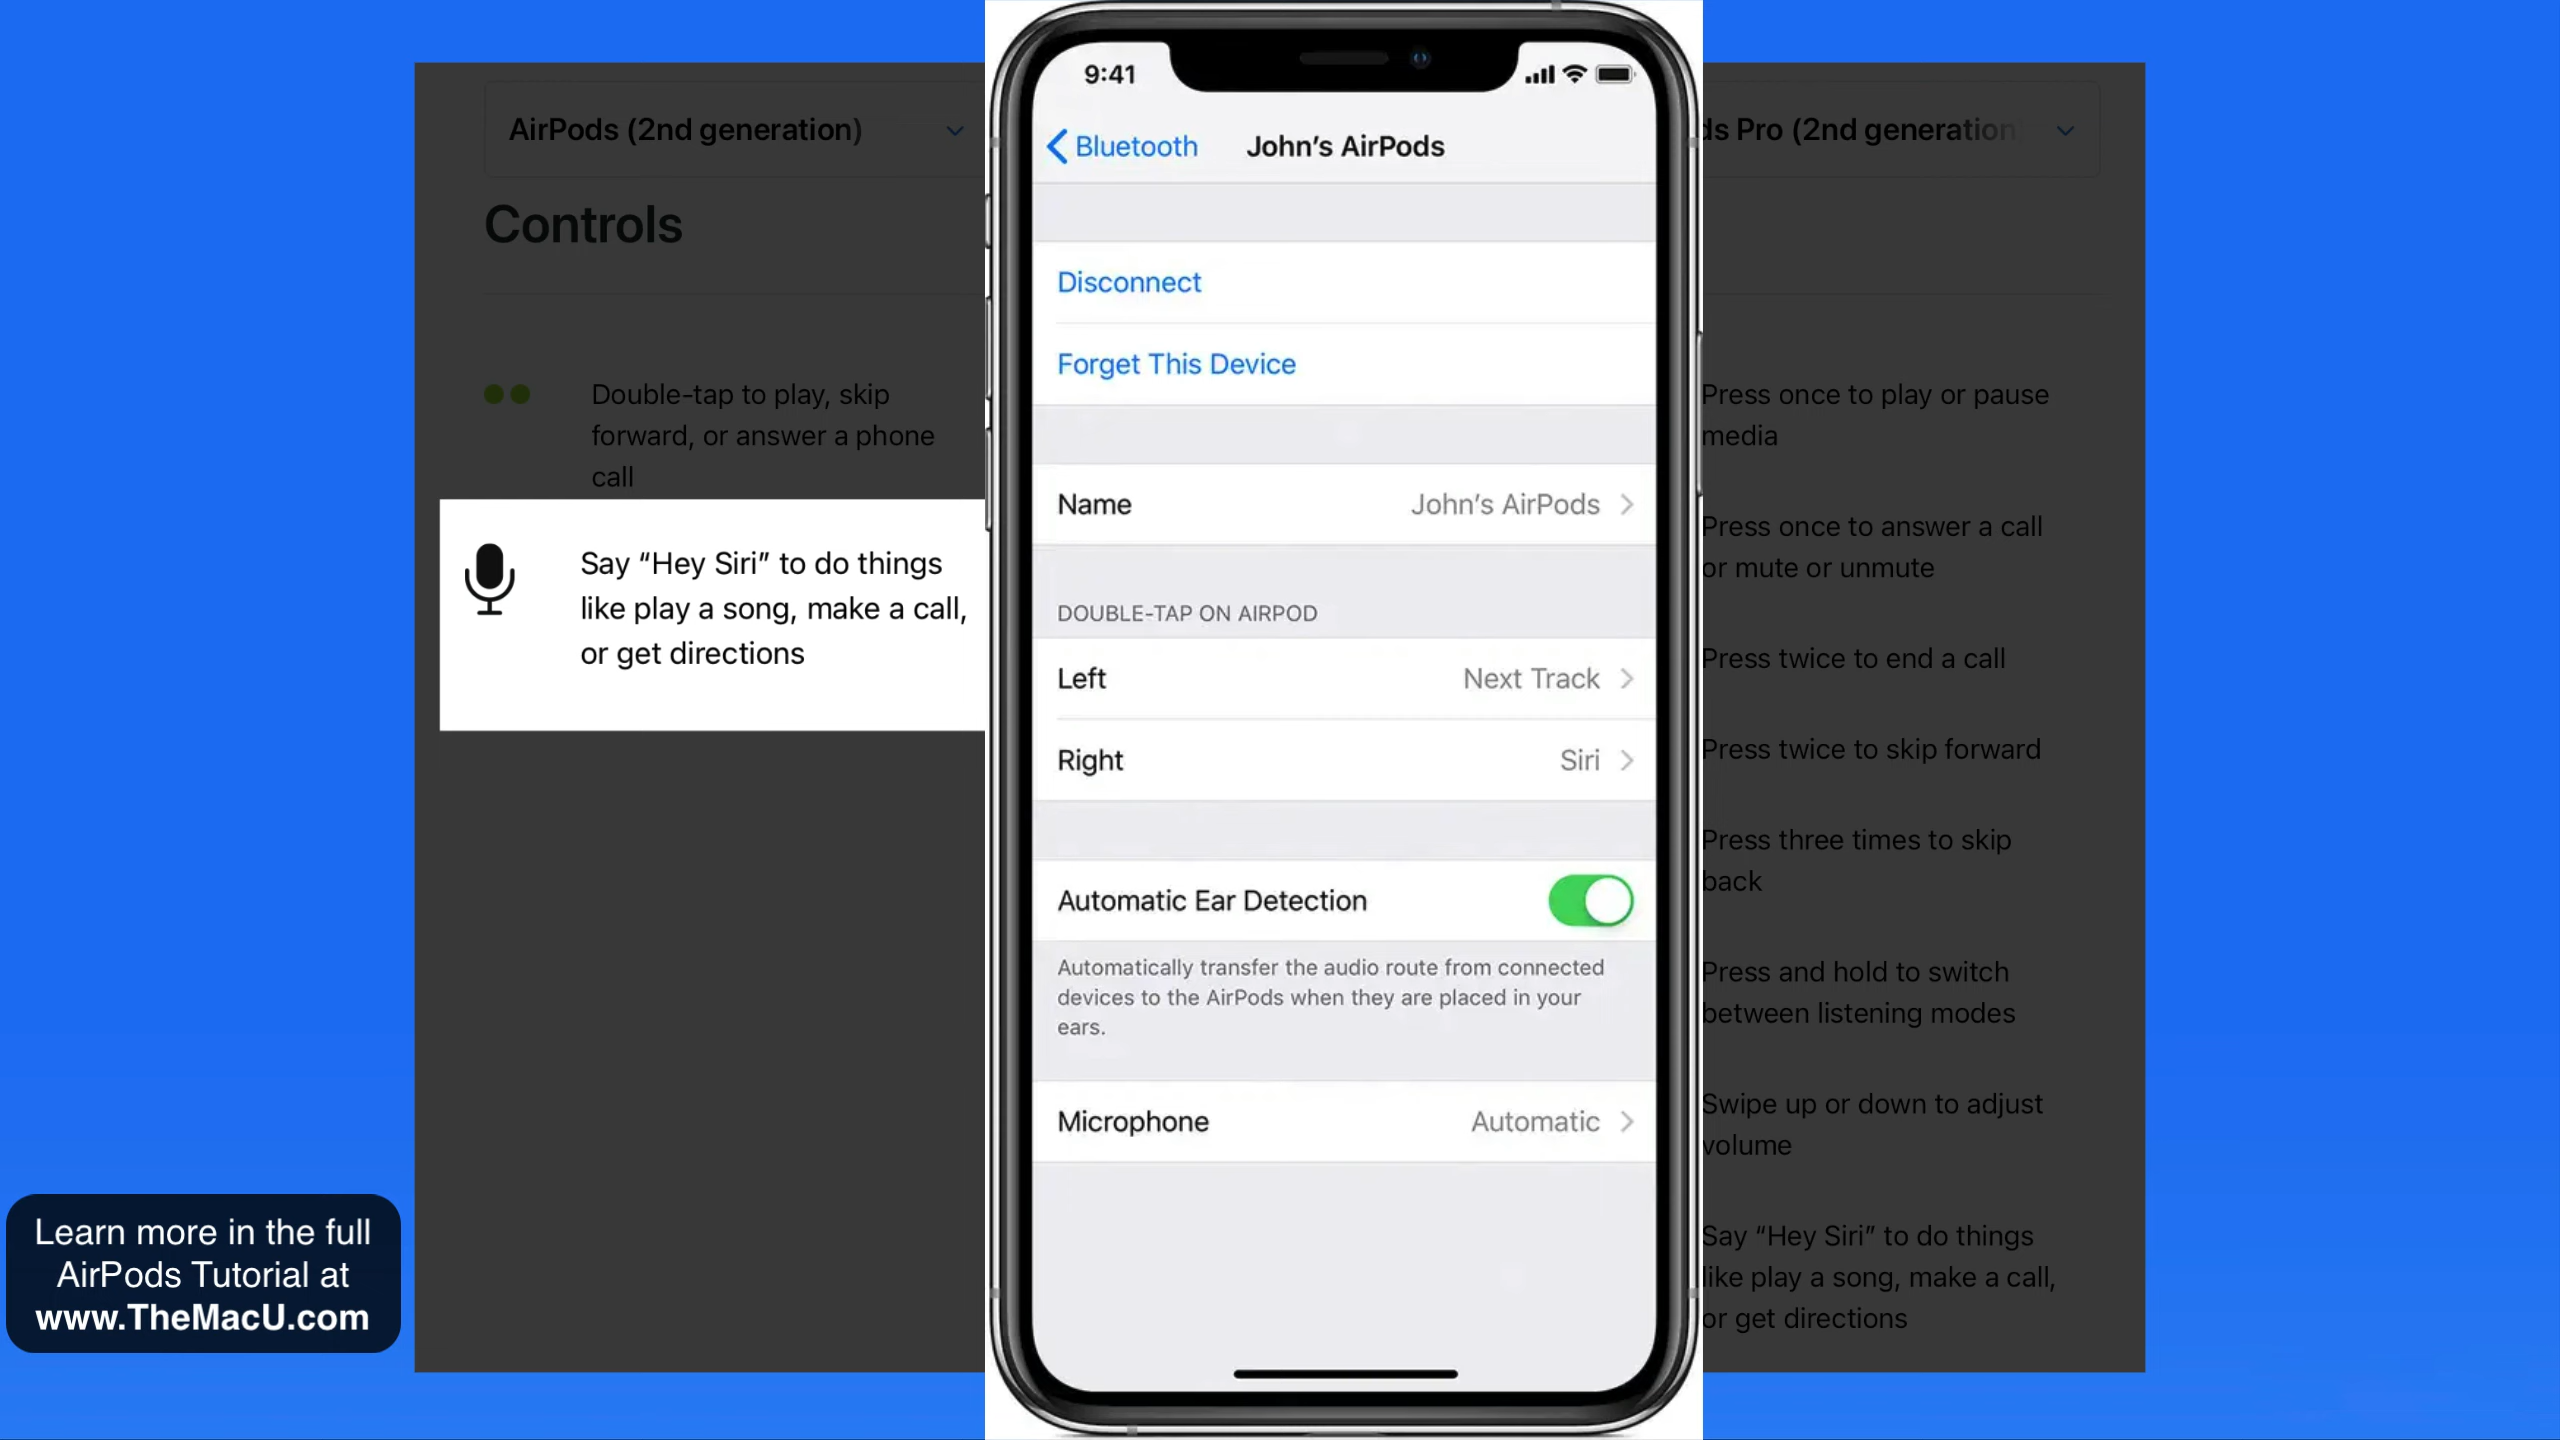 AirPods (2nd generation)
Controls
Double-tap to play, skip
forward, or answer a phone
call
Say “Hey Siri” to do things
like play a song, make a call,
or get directions
Learn more in the full
AirPods Tutorial at
www.TheMacU.com
9:41
Bluetooth
John’s AirPods
Disconnect
Forget This Device
Name John’s AirPods
DOUBLE-TAP ON AIRPOD
Left Next Track
Right Siri
Automatic Ear Detection
Automatically transfer the audio route from connected
devices to the AirPods when they are placed in your
ears.
Microphone Automatic
ds Pro (2nd generation
Press once to play or pause
media
Press once to answer a call
or mute or unmute
Press twice to end a call
Press twice to skip forward
Press three times to skip
back
Press and hold to switch
between listening modes
Swipe up or down to adjust
volume
Say “Hey Siri” to do things
like play a song, make a call,
or get directions